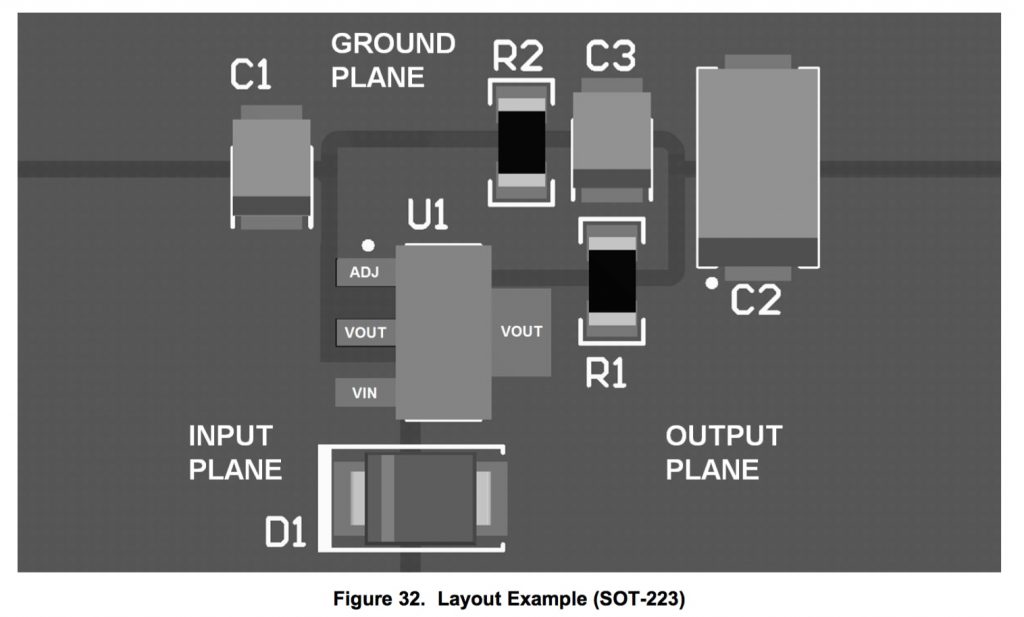 GROUND
PLANE
C1
R2
C3
U1
ADJ
VOUT
VOUT
VIN
C2
R1
INPUT
PLANE
OUTPUT
PLANE
D1
Figure 32. Layout Example (SOT-223)